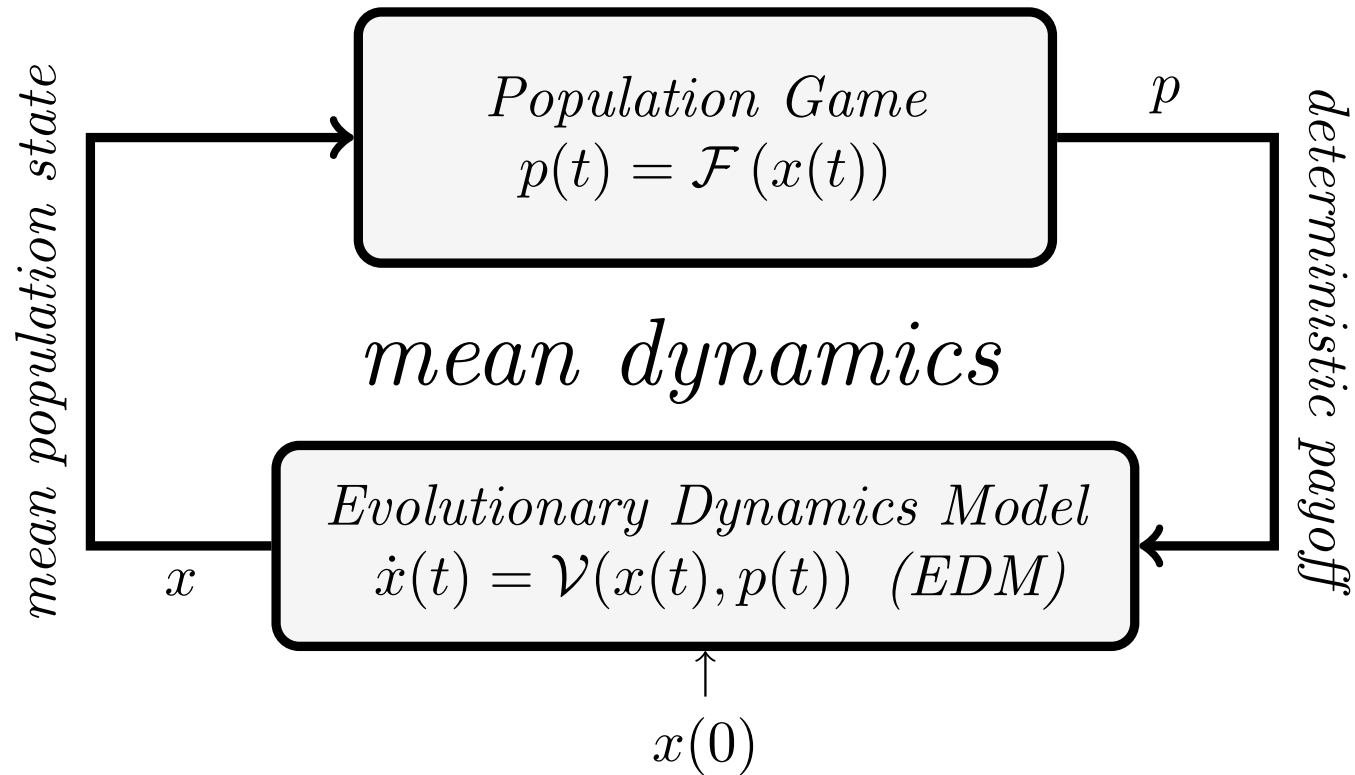 Population Game
p(t) = ℱ (x(t))
p
mean population state
deterministic payoff
mean dynamics
Evolutionary Dynamics Model
ẋ(t) = 𝒱(x(t), p(t)) (EDM)
x
↑
x(0)